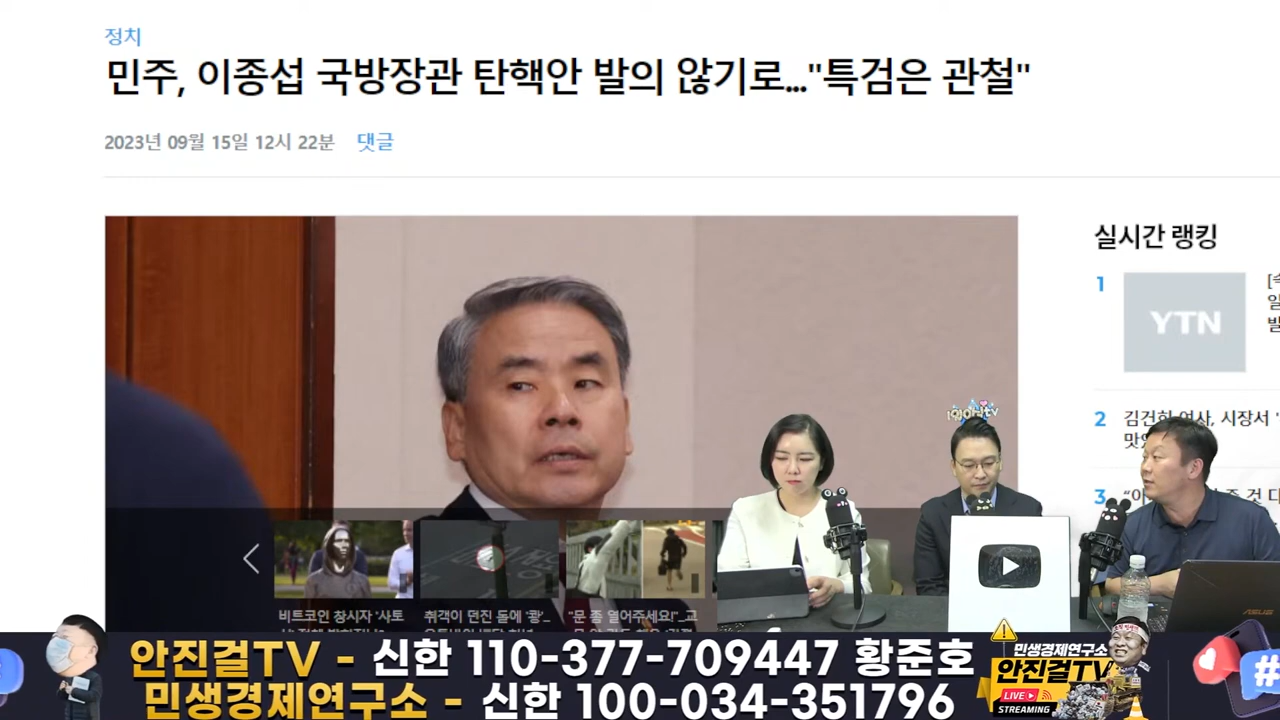 정치
민주, 이종섭 국방장관 탄핵안 발의 않기로..."특검은 관철"
2023년 09월 15일 12시 22분 댓글
실시간 랭킹
1
YTN
2 김건희 여사, 시장서
3
비트코인 창시자 '사토
취객이 던진 돌에 '쾅'...
"문 좀 열어주세요!"...교
안진걸TV - 신한 110-377-709447 황준호
민생경제연구소 - 신한 100-034-351796
민생경제연구소
안진걸TV
LIVE
STREAMING
ASUS
#